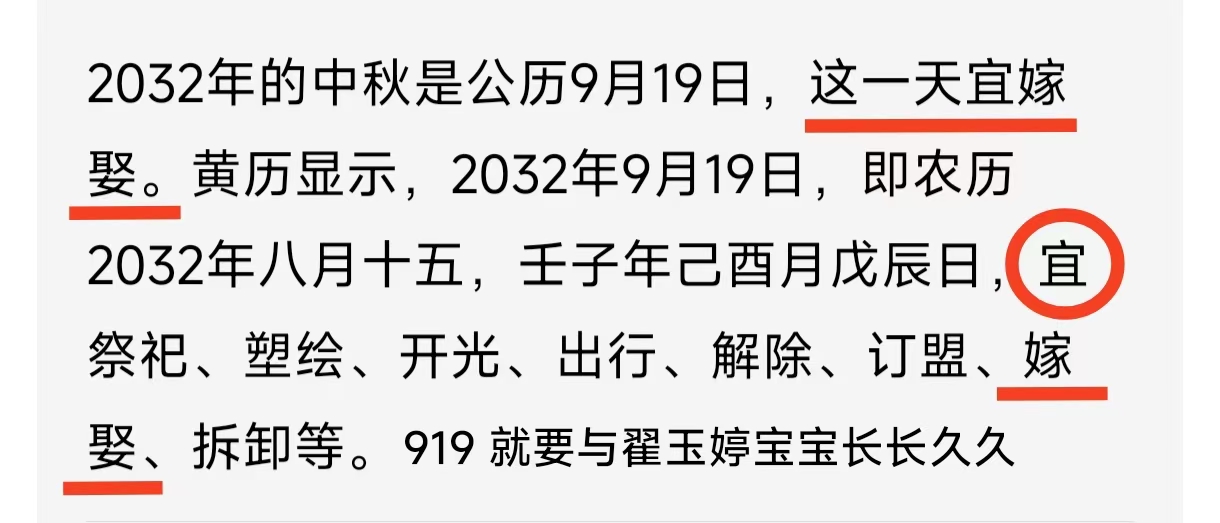 2032年的中秋是公历9月19日，这一天宜嫁
娶。黄历显示，2032年9月19日，即农历
2032年八月十五，壬子年己酉月戊辰日，宜
祭祀、塑绘、开光、出行、解除、订盟、嫁
娶、拆卸等。919 就要与翟玉婷宝宝长长久久